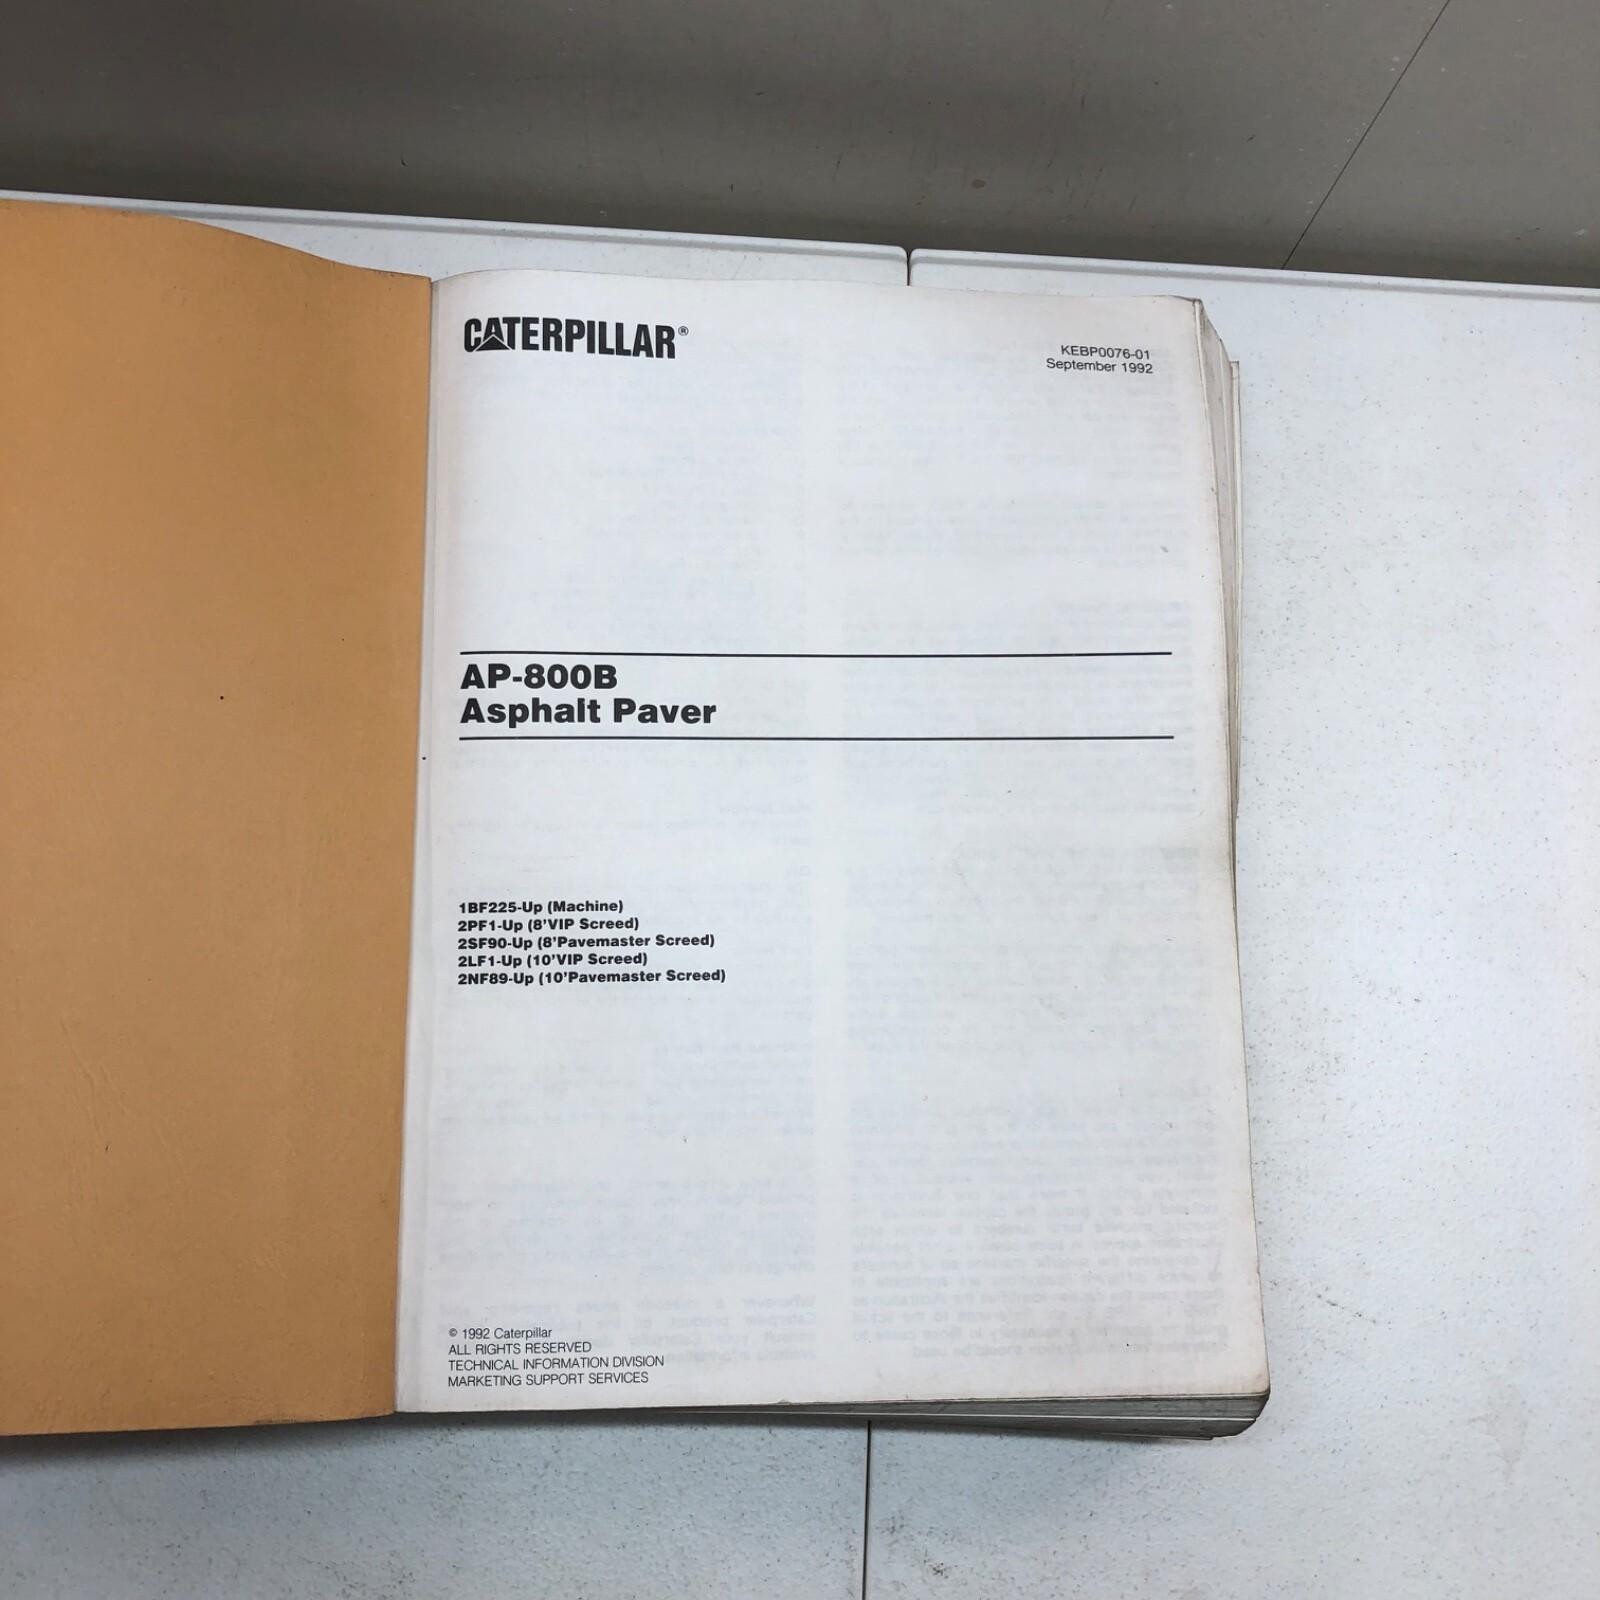 CATERPILLAR®
KEBP0076-01
September 1992
AP-800B
Asphalt Paver
1BF225-Up (Machine)
2PF1-Up (8'VIP Screed)
2SF90-Up (8'Pavemaster Screed)
2LF1-Up (10'VIP Screed)
2NF89-Up (10'Pavemaster Screed)
© 1992 Caterpillar
ALL RIGHTS RESERVED
TECHNICAL INFORMATION DIVISION
MARKETING SUPPORT SERVICES